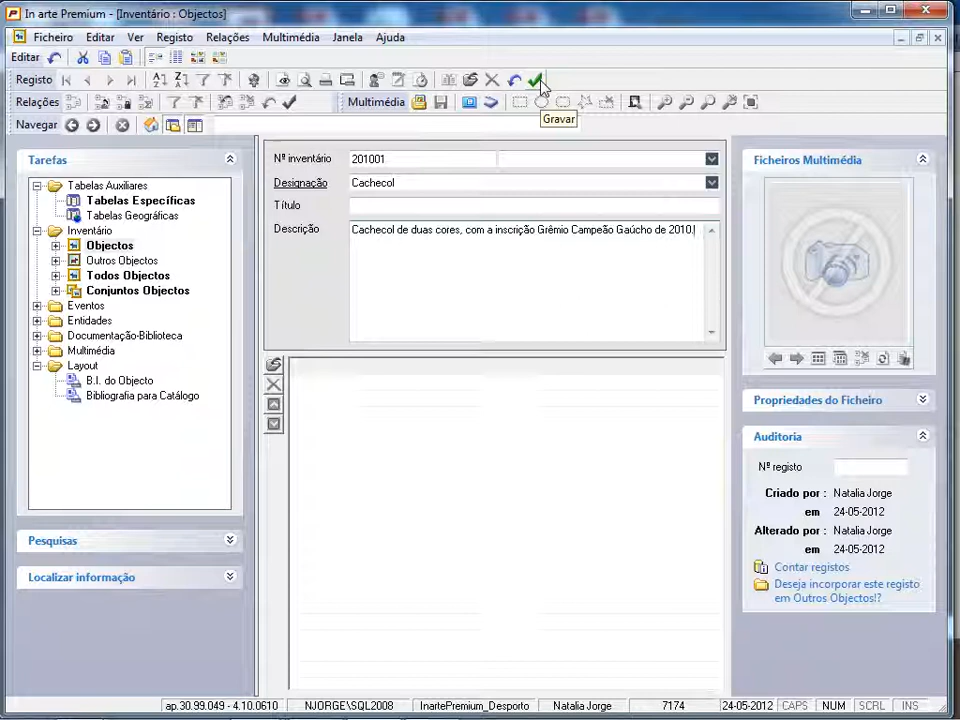 In arte Premium - [Inventário : Objectos]
Ficheiro Editar Ver Registo Relações Multimédia Janela Ajuda
Editar
Registo
Gravar
Relações
Multimédia
Navegar
Tarefas
Tabelas Auxiliares
Tabelas Específicas
Tabelas Geográficas
Inventário
Objectos
Outros Objectos
Todos Objectos
Conjuntos Objectos
Eventos
Entidades
Documentação-Biblioteca
Multimédia
Layout
B.I. do Objecto
Bibliografia para Catálogo
Pesquisas
Localizar informação
Nº inventário 201001
Designação Cachecol
Título
Descrição Cachecol de duas cores, com a inscrição Grêmio Campeão Gaúcho de 2010.
Ficheiros Multimédia
Propriedades do Ficheiro
Auditoria
Nº registo
Criado por : Natalia Jorge
em 24-05-2012
Alterado por : Natalia Jorge
em 24-05-2012
Contar registos
Deseja incorporar este registo
em Outros Objectos!?
ap.30.99.049 - 4.10.0610 NJORGE\SQL2008 InartePremium_Desporto Natalia Jorge 7174 24-05-2012 CAPS NUM SCRL INS